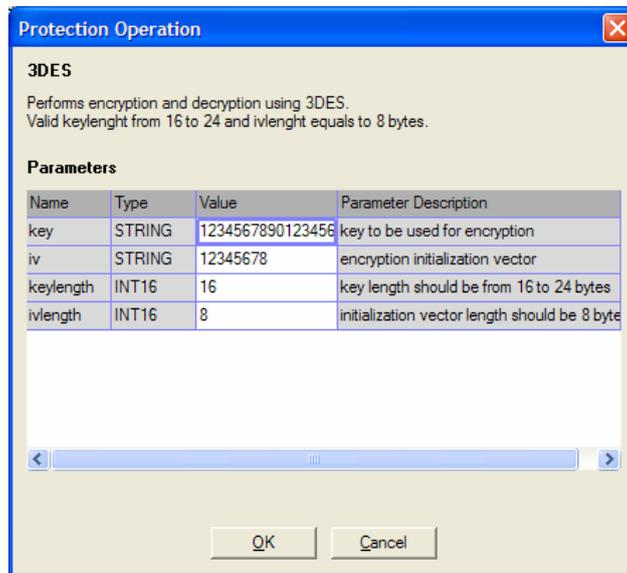 Protection Operation
3DES
Performs encryption and decryption using 3DES.
Valid keylenght from 16 to 24 and ivlenght equals to 8 bytes.
Parameters
Name Type Value Parameter Description
key STRING 1234567890123456 key to be used for encryption
iv STRING 12345678 encryption initialization vector
keylength INT16 16 key length should be from 16 to 24 bytes
ivlength INT16 8 initialization vector length should be 8 byte
OK Cancel